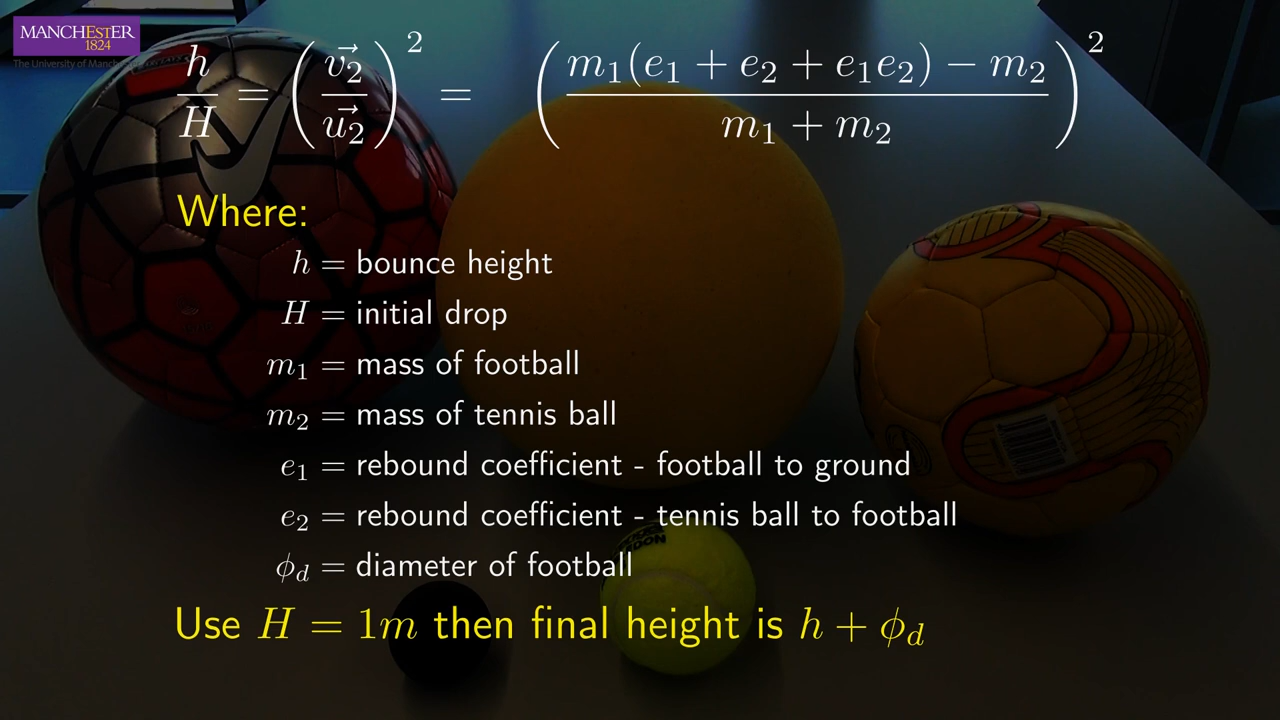 MANCHESTER
1824
The University of Manchester
h/H = (v⃗₂/u⃗₂)² = ((m₁(e₁ + e₂ + e₁e₂) − m₂)/(m₁ + m₂))²
Where:
h = bounce height
H = initial drop
m₁ = mass of football
m₂ = mass of tennis ball
e₁ = rebound coefficient - football to ground
e₂ = rebound coefficient - tennis ball to football
ϕ_d = diameter of football
Use H = 1m then final height is h + ϕ_d